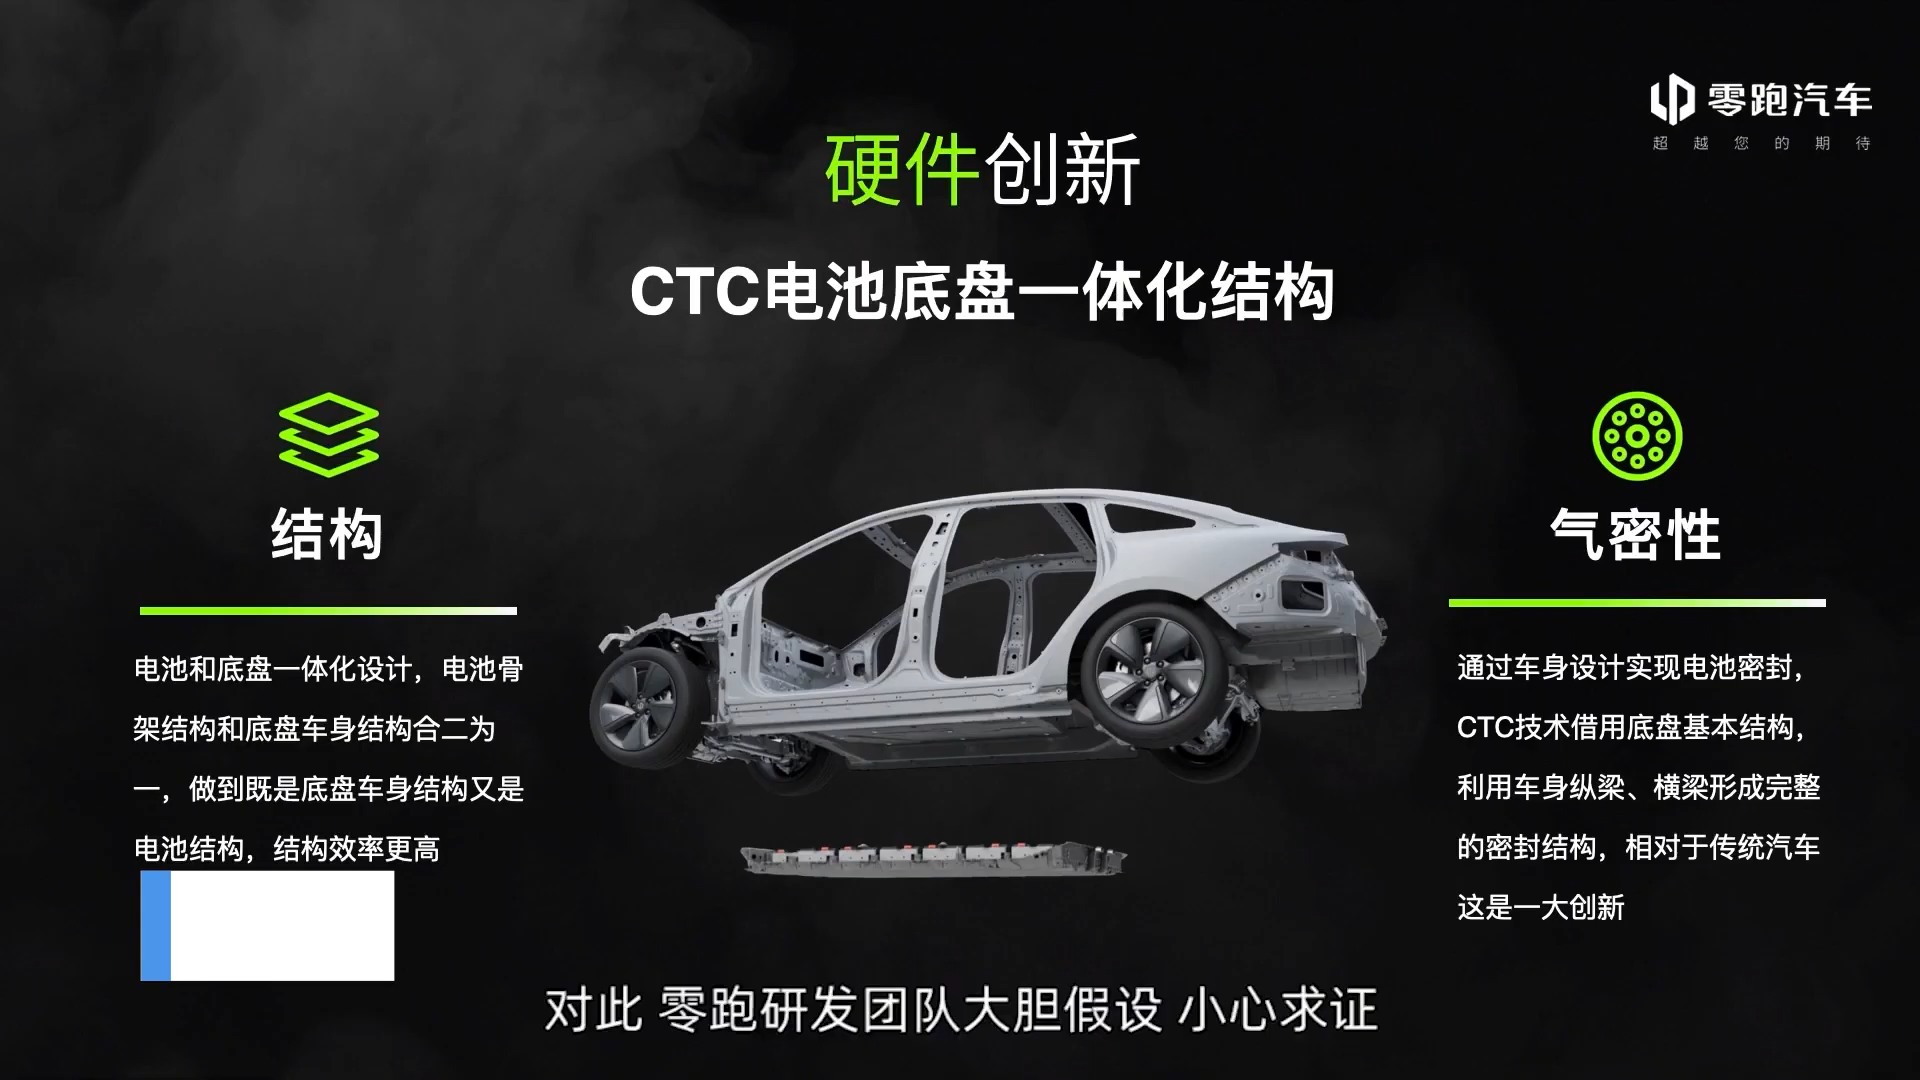 零跑汽车
超越您的期待
硬件创新
CTC电池底盘一体化结构
结构
电池和底盘一体化设计，电池骨
架结构和底盘车身结构合二为
一，做到既是底盘车身结构又是
电池结构，结构效率更高
气密性
通过车身设计实现电池密封，
CTC技术借用底盘基本结构，
利用车身纵梁、横梁形成完整
的密封结构，相对于传统汽车
这是一大创新
对此 零跑研发团队大胆假设 小心求证